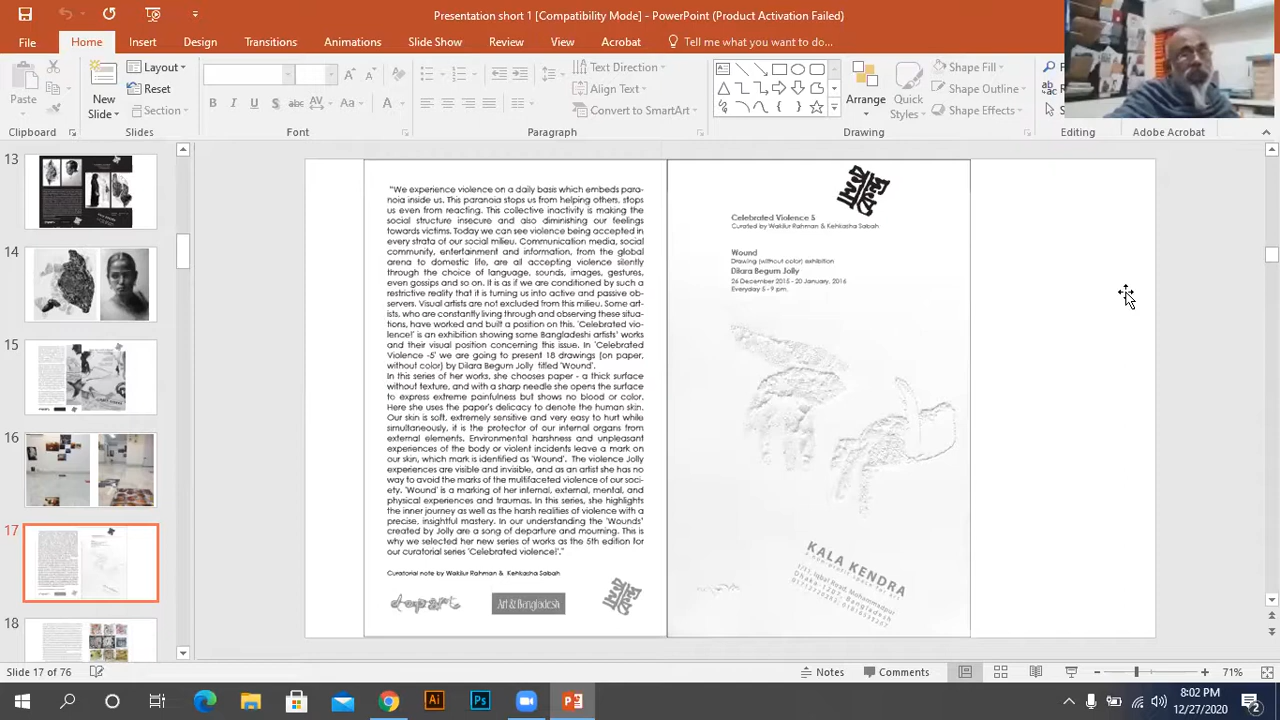 Presentation short 1 [Compatibility Mode] - PowerPoint (Product Activation Failed)
File Home Insert Design Transitions Animations Slide Show Review View Acrobat Tell me what you want to do...
Paste
Clipboard
New Slide
Layout
Reset
Section
Slides
B I U S abc AV Aa A
Font
Text Direction
Align Text
Convert to SmartArt
Paragraph
Arrange
Quick Styles
Shape Fill
Shape Outline
Shape Effects
Drawing
Editing
Adobe Acrobat
13
14
15
16
17
18
"We experience violence on a daily basis which embeds para-
noia inside us. This paranoia stops us from helping others, stops
us even from reacting. This collective inactivity is making the
social structure insecure and also diminishing our feelings
towards victims. Today we can see violence being accepted in
every strata of our social milieu. Communication media, social
community, entertainment and information, from the global
arena to domestic life, are all accepting violence silently
through the choice of language, sounds, images, gestures,
even gossips and so on. It is as if we are conditioned by such a
restrictive reality that it is turning us into active and passive ob-
servers. Visual artists are not excluded from this milieu. Some art-
ists, who are constantly living through and observing these situa-
tions, have worked and built a position on this. 'Celebrated vio-
lence!' is an exhibition showing some Bangladeshi artists' works
and their visual position concerning this issue. In 'Celebrated
Violence -5' we are going to present 18 drawings (on paper,
without color) by Dilara Begum Jolly titled 'Wound'.
In this series of her works, she chooses paper - a thick surface
without texture, and with a sharp needle she opens the surface
to express extreme painfulness but shows no blood or color.
Here she uses the paper's delicacy to denote the human skin.
Our skin is soft, extremely sensitive and very easy to hurt while
simultaneously, it is the protector of our internal organs from
external elements. Environmental harshness and unpleasant
experiences of the body or violent incidents leave a mark on
our skin, which mark is identified as 'Wound'. The violence Jolly
experiences are visible and invisible, and as an artist she has no
way to avoid the marks of the multifaceted violence of our soci-
ety. 'Wound' is a marking of her internal, external, mental, and
physical experiences and traumas. In this series, she highlights
the inner journey as well as the harsh realities of violence with a
precise, insightful mastery. In our understanding the 'Wounds'
created by Jolly are a song of departure and mourning. This is
why we selected her new series of works as the 5th edition for
our curatorial series 'Celebrated violence!'."
Curatorial note by Wakilur Rahman & Kehkasha Sabah
depart
Art & Bangladesh
Celebrated Violence 5
Curated by Wakilur Rahman & Kehkasha Sabah
Wound
Drawing (without color) exhibition
Dilara Begum Jolly
26 December 2015 - 20 January, 2016
Everyday 5 - 9 pm.
KALA KENDRA
1/11, Iqbal Road, Mohammadpur
Dhaka-1207, Bangladesh
Slide 17 of 76
Notes
Comments
71%
Ai
Ps
8:02 PM
12/27/2020
2